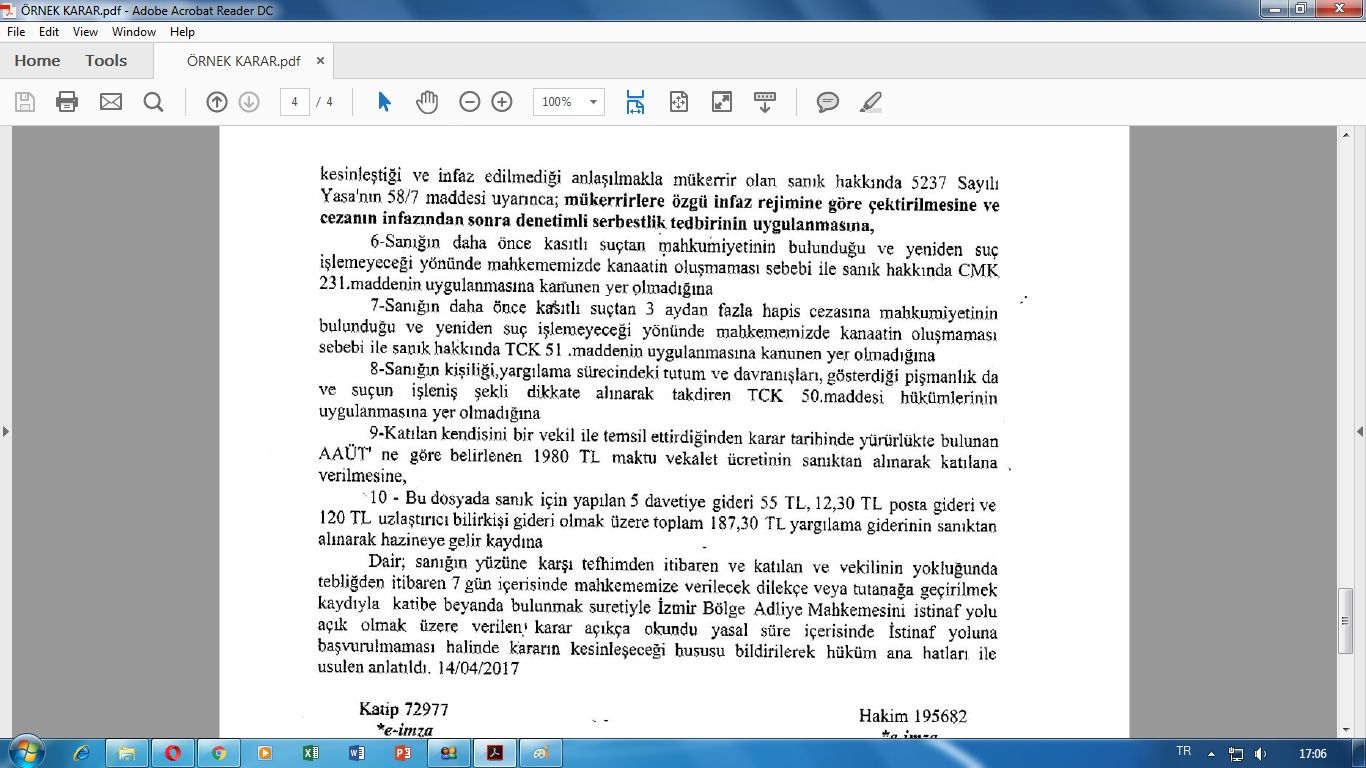 ÖRNEK KARAR.pdf - Adobe Acrobat Reader DC
File Edit View Window Help
Home Tools ÖRNEK KARAR.pdf ×
4 / 4 100%
kesinleştiği ve infaz edilmediği anlaşılmakla mükerrir olan sanık hakkında 5237 Sayılı
Yasa'nın 58/7 maddesi uyarınca; mükerrirlere özgü infaz rejimine göre çektirilmesine ve
cezanın infazından sonra denetimli serbestlik tedbirinin uygulanmasına,
6-Sanığın daha önce kasıtlı suçtan mahkumiyetinin bulunduğu ve yeniden suç
işlemeyeceği yönünde mahkememizde kanaatin oluşmaması sebebi ile sanık hakkında CMK
231.maddenin uygulanmasına kanunen yer olmadığına
7-Sanığın daha önce kasıtlı suçtan 3 aydan fazla hapis cezasına mahkumiyetinin
bulunduğu ve yeniden suç işlemeyeceği yönünde mahkememizde kanaatin oluşmaması
sebebi ile sanık hakkında TCK 51 .maddenin uygulanmasına kanunen yer olmadığına
8-Sanığın kişiliği,yargılama sürecindeki tutum ve davranışları, gösterdiği pişmanlık da
ve suçun işleniş şekli dikkate alınarak takdiren TCK 50.maddesi hükümlerinin
uygulanmasına yer olmadığına
9-Katılan kendisini bir vekil ile temsil ettirdiğinden karar tarihinde yürürlükte bulunan
AAÜT' ne göre belirlenen 1980 TL maktu vekalet ücretinin sanıktan alınarak katılana
verilmesine,
10 - Bu dosyada sanık için yapılan 5 davetiye gideri 55 TL, 12,30 TL posta gideri ve
120 TL uzlaştırıcı bilirkişi gideri olmak üzere toplam 187,30 TL yargılama giderinin sanıktan
alınarak hazineye gelir kaydına
Dair; sanığın yüzüne karşı tefhimden itibaren ve katılan ve vekilinin yokluğunda
tebliğden itibaren 7 gün içerisinde mahkememize verilecek dilekçe veya tutanağa geçirilmek
kaydıyla katibe beyanda bulunmak suretiyle İzmir Bölge Adliye Mahkemesini istinaf yolu
açık olmak üzere verilen karar açıkça okundu yasal süre içerisinde İstinaf yoluna
başvurulmaması halinde kararın kesinleşeceği hususu bildirilerek hüküm ana hatları ile
usulen anlatıldı. 14/04/2017
Katip 72977 Hakim 195682
*e-imza *e-imza
TR 17:06